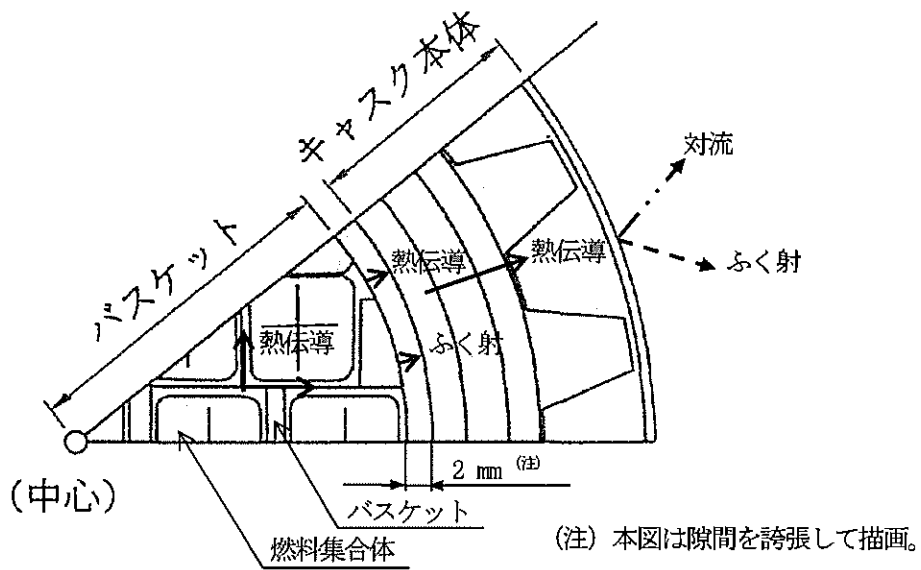 キャスク本体
対流
バスケット
熱伝導
熱伝導
ふく射
熱伝導
ふく射
2 mm (注)
(中心)
バスケット
燃料集合体
(注) 本図は隙間を誇張して描画。